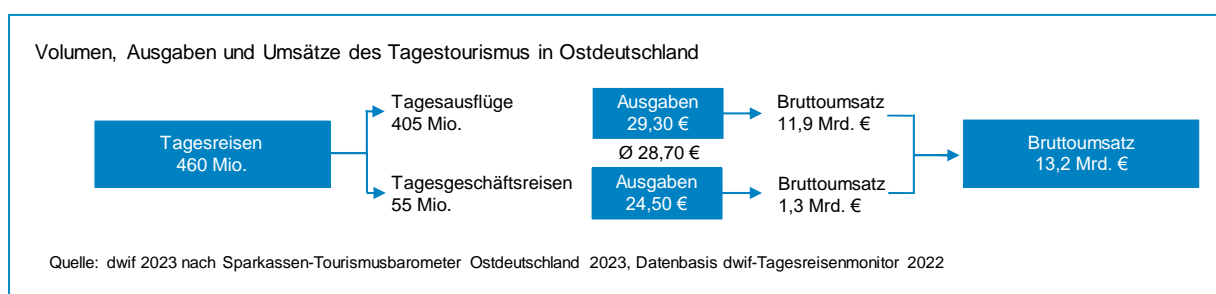 Volumen, Ausgaben und Umsätze des Tagestourismus in Ostdeutschland
Tagesreisen
460 Mio.
Tagesausflüge
405 Mio.
Ausgaben
29,30 €
Bruttoumsatz
11,9 Mrd. €
Ø 28,70 €
Tagesgeschäftsreisen
55 Mio.
Ausgaben
24,50 €
Bruttoumsatz
1,3 Mrd. €
Bruttoumsatz
13,2 Mrd. €
Quelle: dwif 2023 nach Sparkassen-Tourismusbarometer Ostdeutschland 2023, Datenbasis dwif-Tagesreisenmonitor 2022